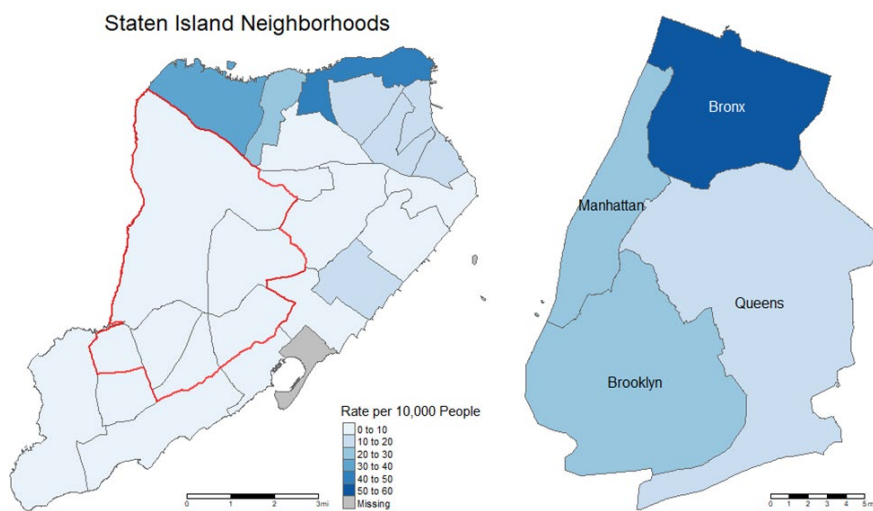 Staten Island Neighborhoods
Bronx
Manhattan
Queens
Brooklyn
Rate per 10,000 People
0 to 10
10 to 20
20 to 30
30 to 40
40 to 50
50 to 60
Missing
0 1 2 3mi
0 1 2 3 4 5mi